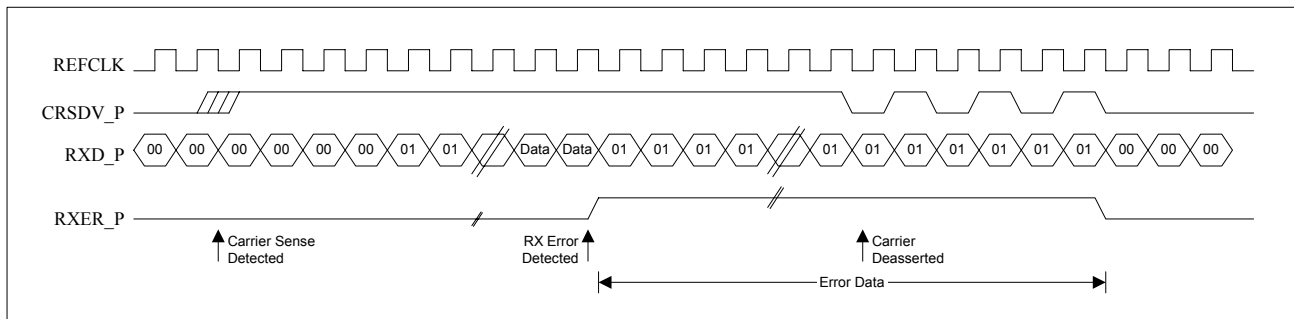 REFCLK
CRSDV_P
RXD_P 00 00 00 00 00 00 01 01 Data Data 01 01 01 01 01 01 01 01 01 01 01 00 00 00
RXER_P
Carrier Sense
Detected
RX Error
Detected
Carrier
Deasserted
Error Data